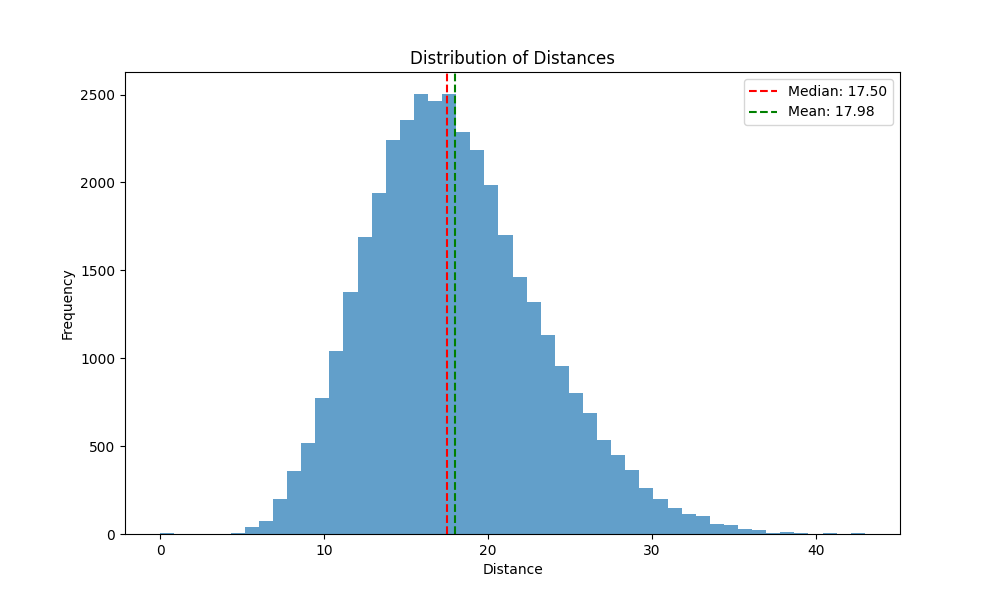 Distribution of Distances
Median: 17.50
Mean: 17.98
Frequency
2500
2000
1500
1000
500
0
0 10 20 30 40
Distance